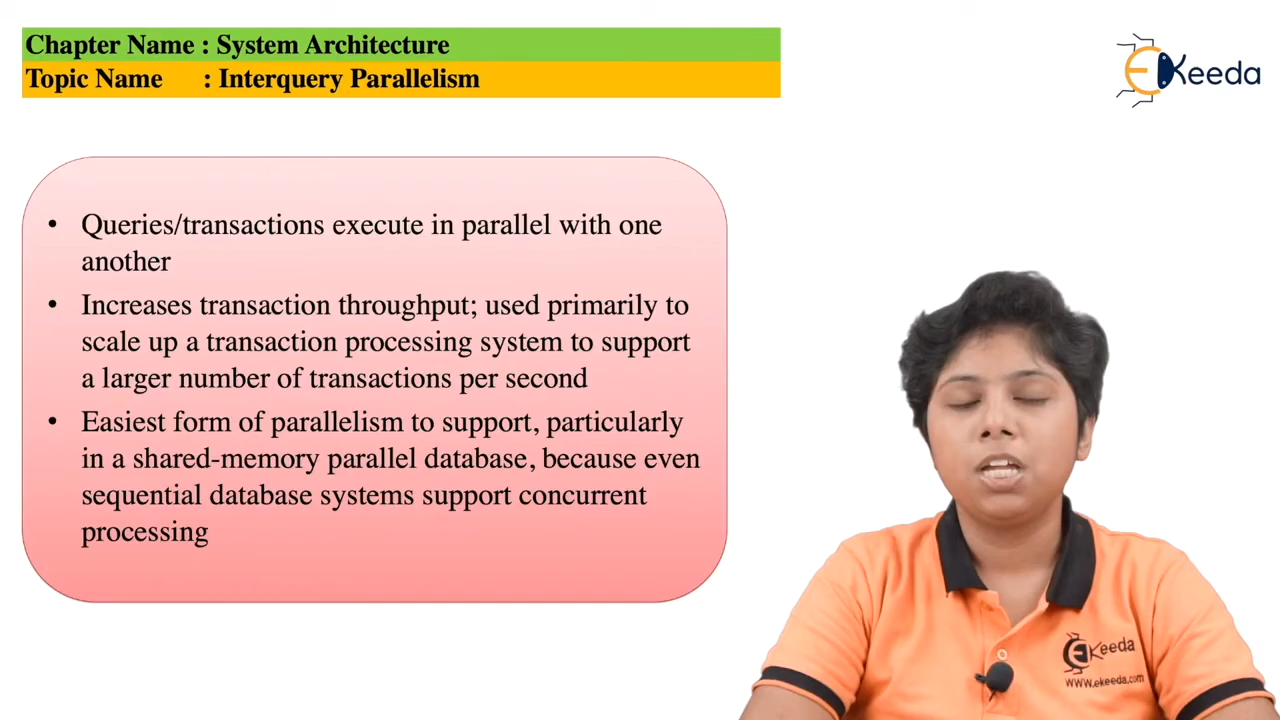 Chapter Name : System Architecture
Topic Name : Interquery Parallelism
EKeeda
• Queries/transactions execute in parallel with one
another
• Increases transaction throughput; used primarily to
scale up a transaction processing system to support
a larger number of transactions per second
• Easiest form of parallelism to support, particularly
in a shared-memory parallel database, because even
sequential database systems support concurrent
processing
EKeeda
www.ekeeda.com